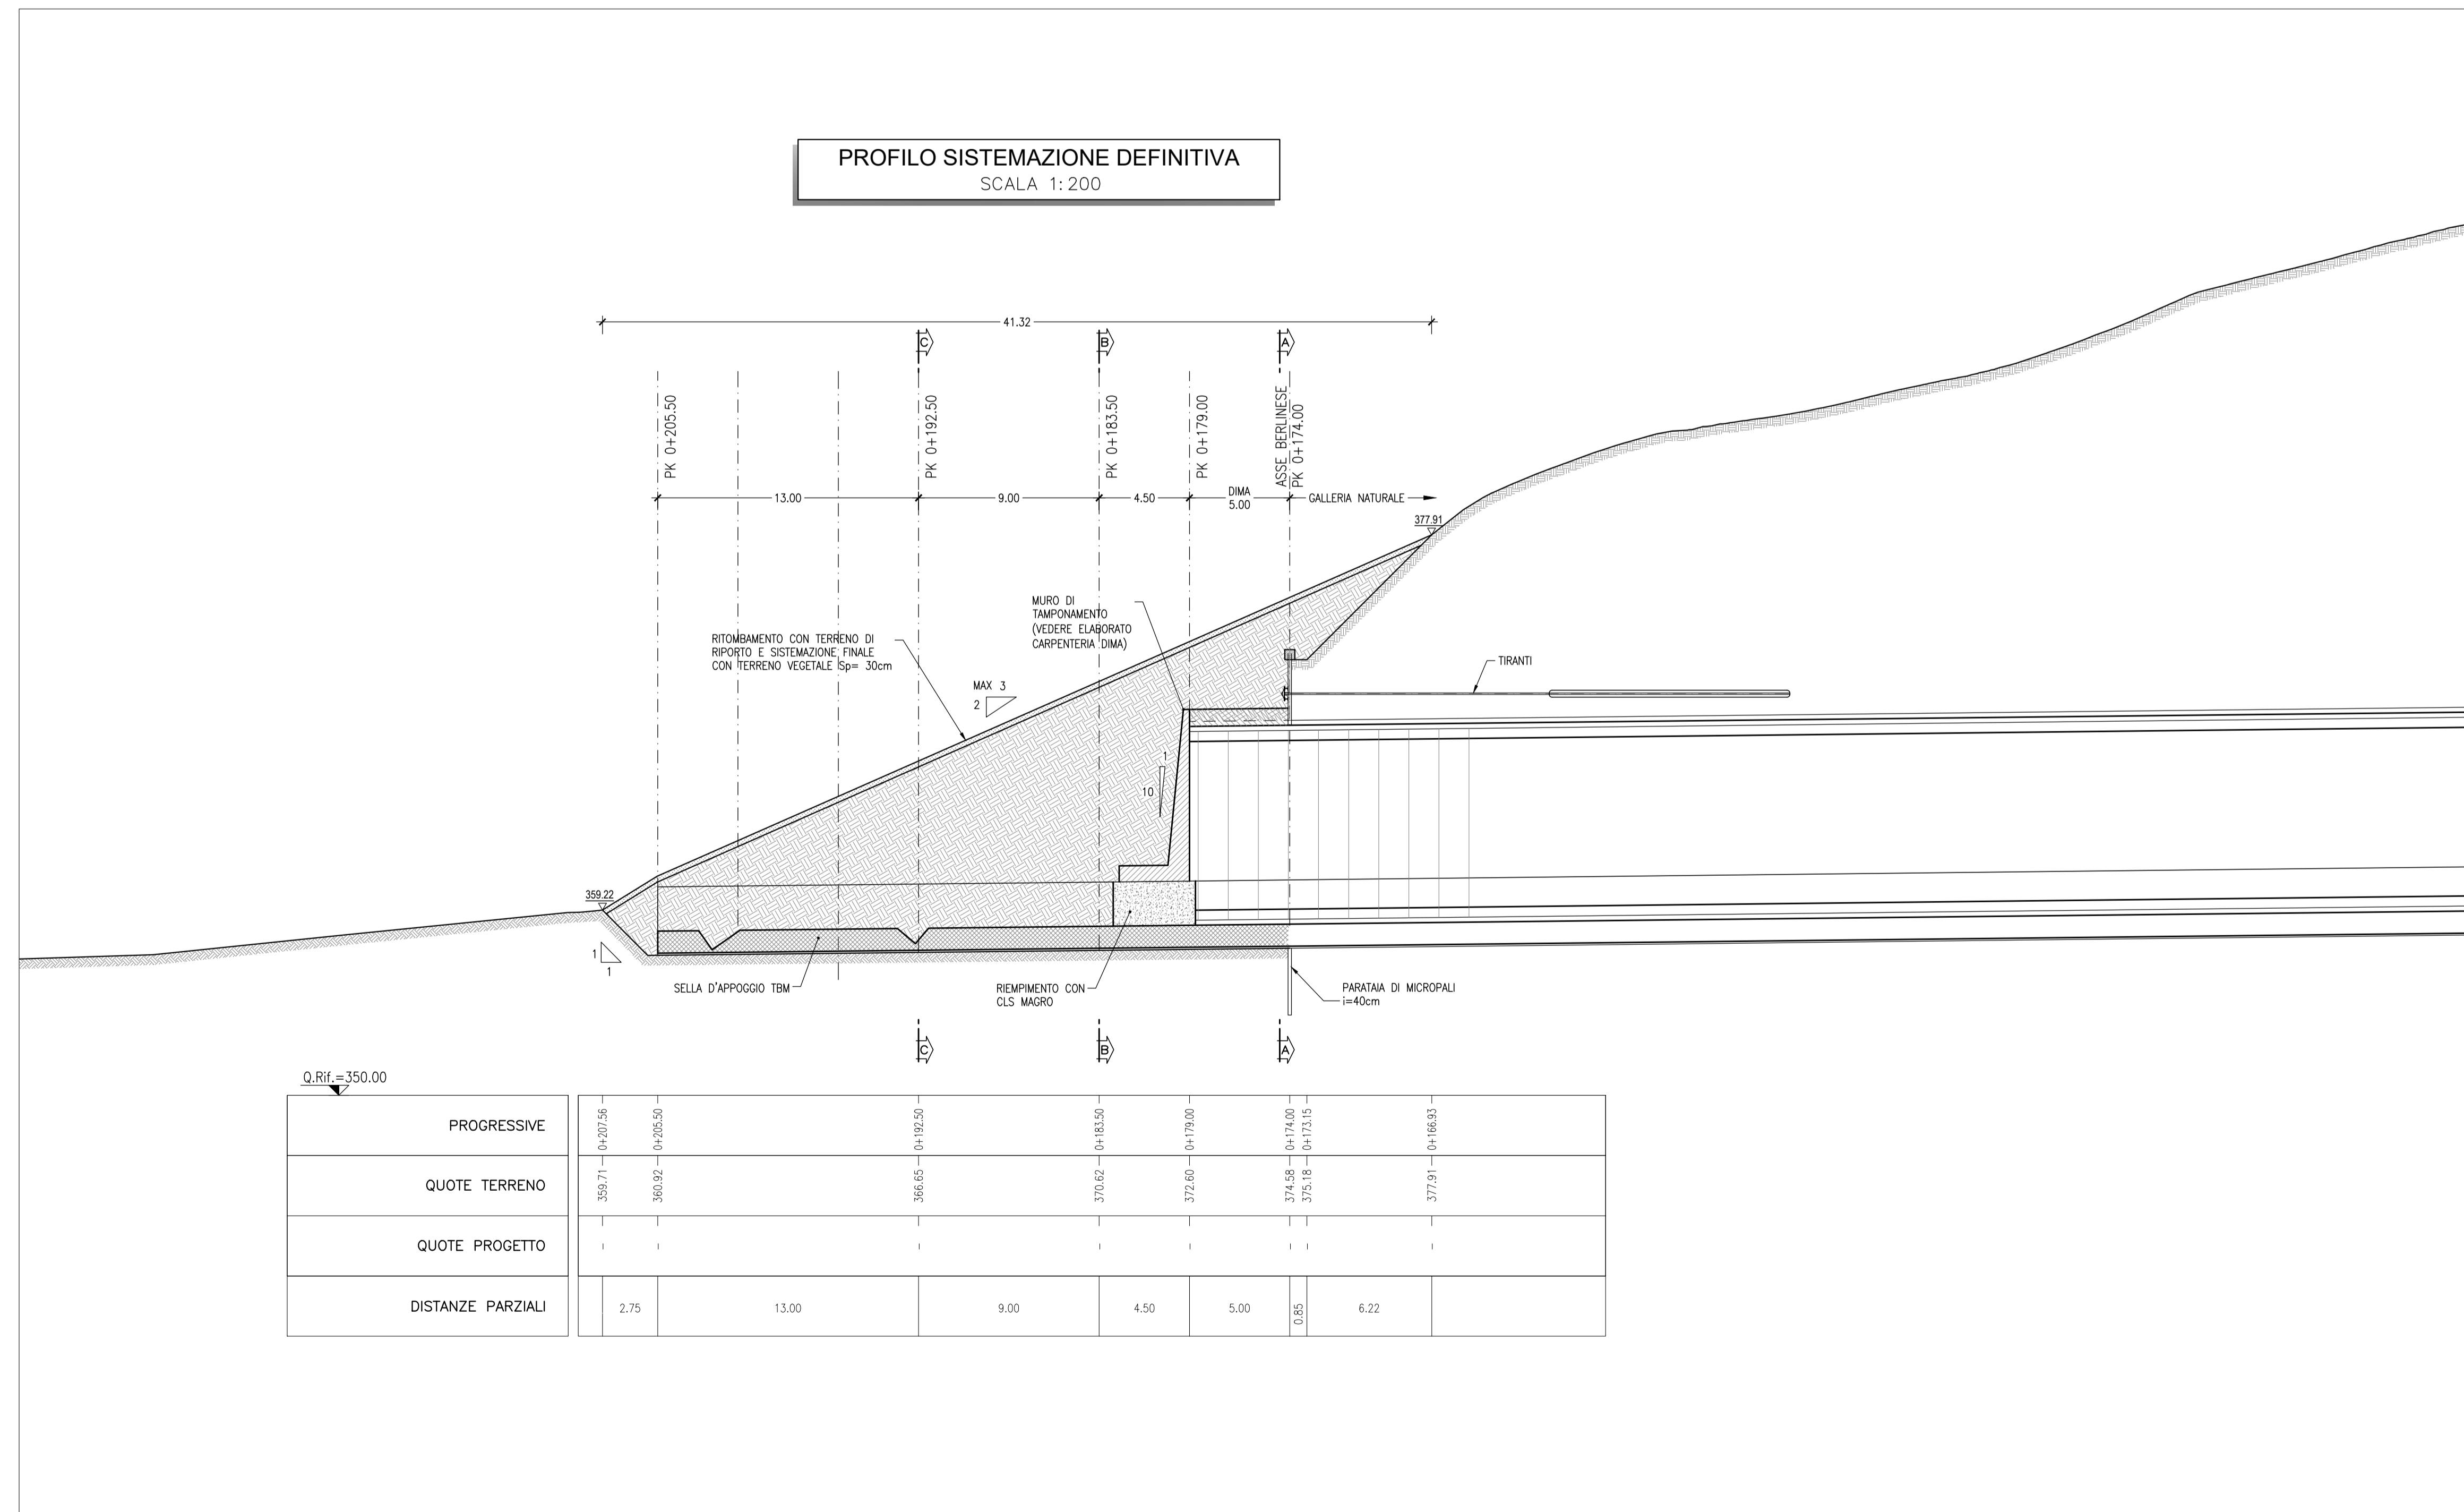 PROFILO SISTEMAZIONE DEFINITIVA
SCALA 1:200
41.32
C
B
A
PK 0+205.50
PK 0+192.50
PK 0+183.50
PK 0+179.00
ASSE BERLINESE
PK 0+174.00
13.00
9.00
4.50
DIMA
5.00
GALLERIA NATURALE
377.91
MURO DI
TAMPONAMENTO
(VEDERE ELABORATO
CARPENTERIA DIMA)
RITOMBAMENTO CON TERRENO DI
RIPORTO E SISTEMAZIONE FINALE
CON TERRENO VEGETALE Sp= 30cm
TIRANTI
MAX 3
2
1
10
359.22
1
1
SELLA D'APPOGGIO TBM
RIEMPIMENTO CON
CLS MAGRO
PARATAIA DI MICROPALI
i=40cm
C
B
A
Q.Rif.=350.00
PROGRESSIVE
0+207.56
0+205.50
0+192.50
0+183.50
0+179.00
0+174.00
0+173.15
0+166.93
QUOTE TERRENO
359.71
360.92
366.65
370.62
372.60
374.58
375.18
377.91
QUOTE PROGETTO
- - - - - - - -
DISTANZE PARZIALI
2.75
13.00
9.00
4.50
5.00
0.85
6.22